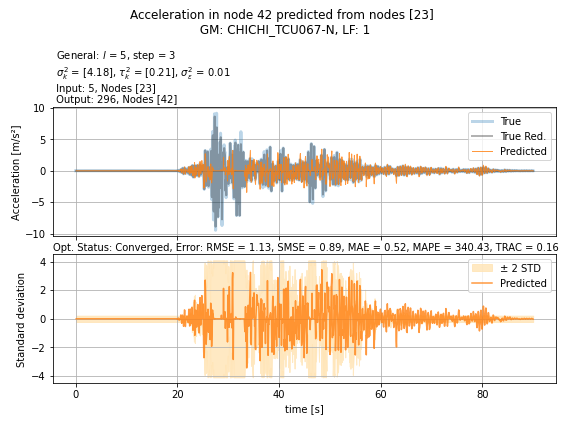 Acceleration in node 42 predicted from nodes [23]
GM: CHICHI_TCU067-N, LF: 1
General: l = 5, step = 3
σ_k^2 = [4.18], τ_k^2 = [0.21], σ_ε^2 = 0.01
Input: 5, Nodes [23]
Output: 296, Nodes [42]
10
5
0
−5
−10
Acceleration [m/s²]
True
True Red.
Predicted
Opt. Status: Converged, Error: RMSE = 1.13, SMSE = 0.89, MAE = 0.52, MAPE = 340.43, TRAC = 0.16
4
2
0
−2
−4
Standard deviation
± 2 STD
Predicted
0 20 40 60 80
time [s]